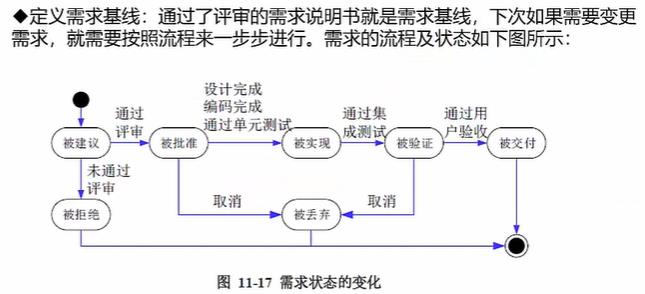 ◆定义需求基线：通过了评审的需求说明书就是需求基线，下次如果需要变更
需求，就需要按照流程来一步步进行。需求的流程及状态如下图所示：
设计完成
编码完成
通过单元测试
通过
评审
通过集
成测试
通过用
户验收
被建议
被批准
被实现
被验证
被交付
未通过
评审
取消
取消
被拒绝
被丢弃
图 11-17 需求状态的变化